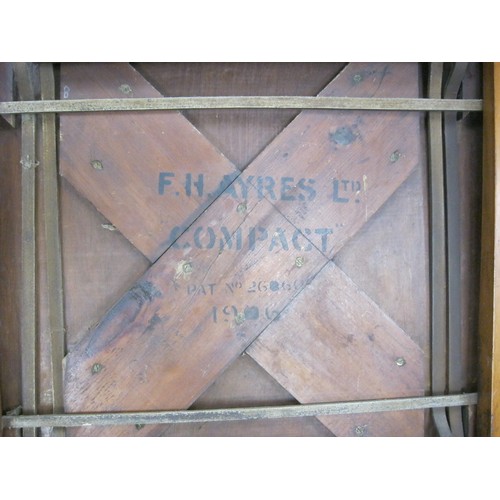 F.H. AYRES LTD.
"COMPACT"
PAT NO
1906